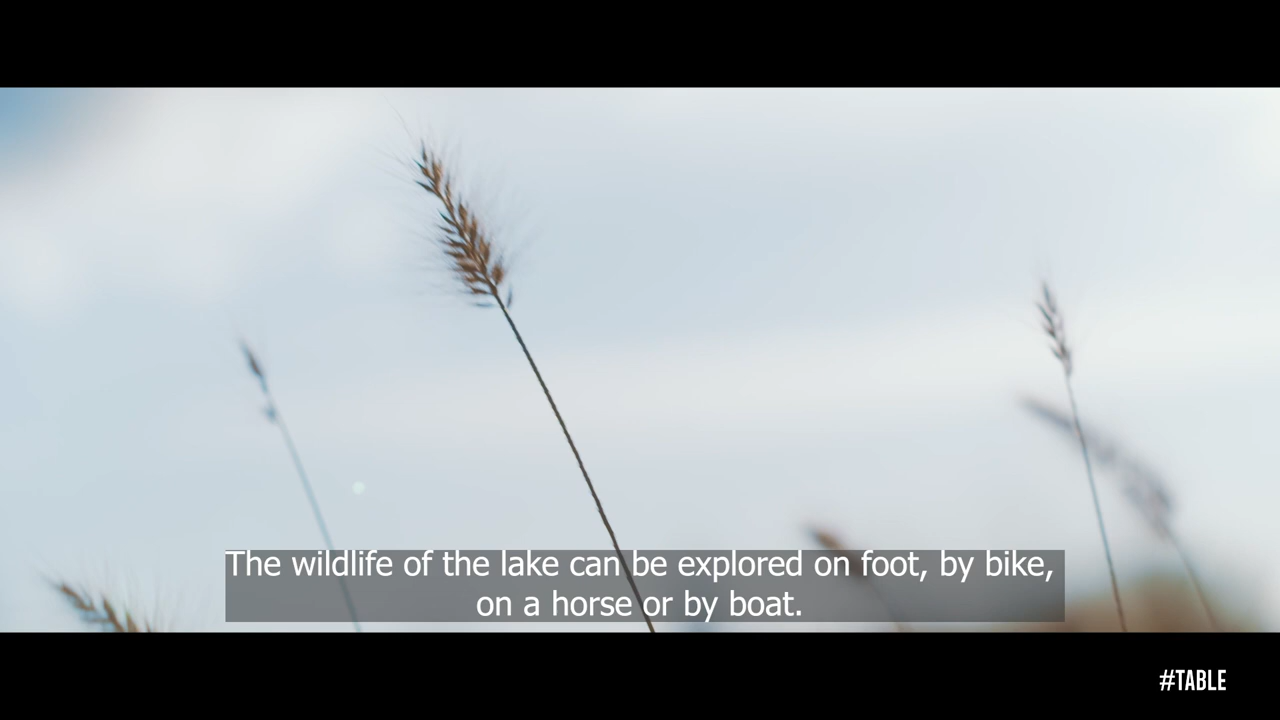 The wildlife of the lake can be explored on foot, by bike,
on a horse or by boat.
#TABLE